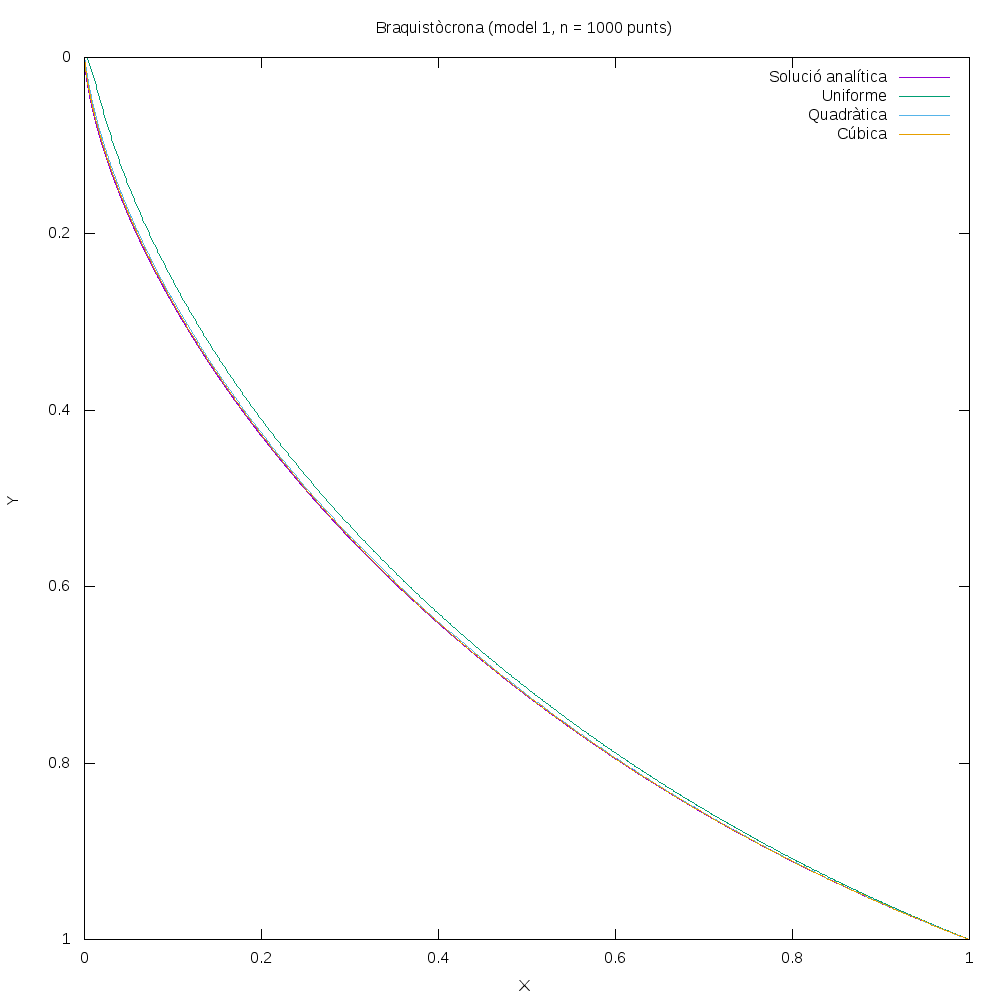 Braquistòcrona (model 1, n = 1000 punts)
Solució analítica
Uniforme
Quadràtica
Cúbica
0
0.2
0.4
0.6
0.8
1
Y
0 0.2 0.4 0.6 0.8 1
X